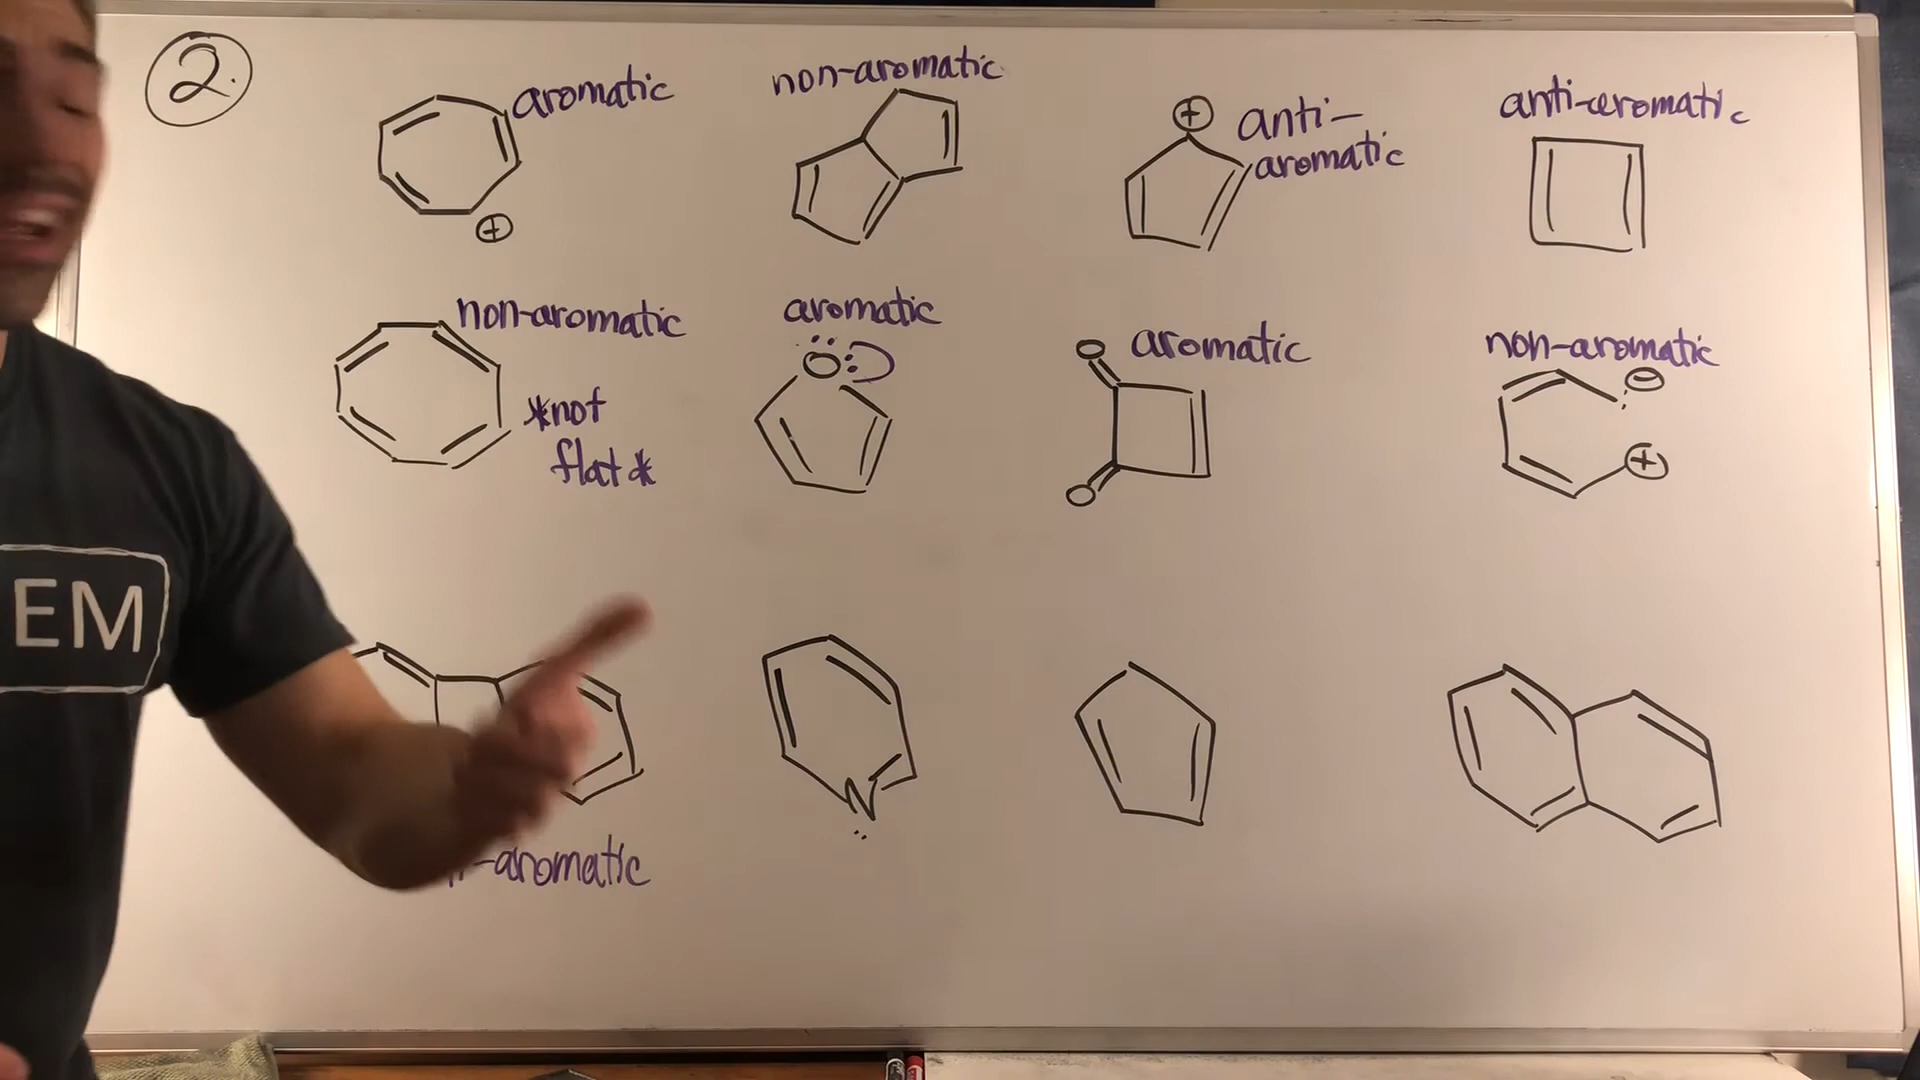 2.
aromatic
non-aromatic
+
anti-
aromatic
anti-aromatic
+
non-aromatic
*not
flat*
aromatic
O
O
aromatic
O
non-aromatic
⊖
+
EM
N
-aromatic